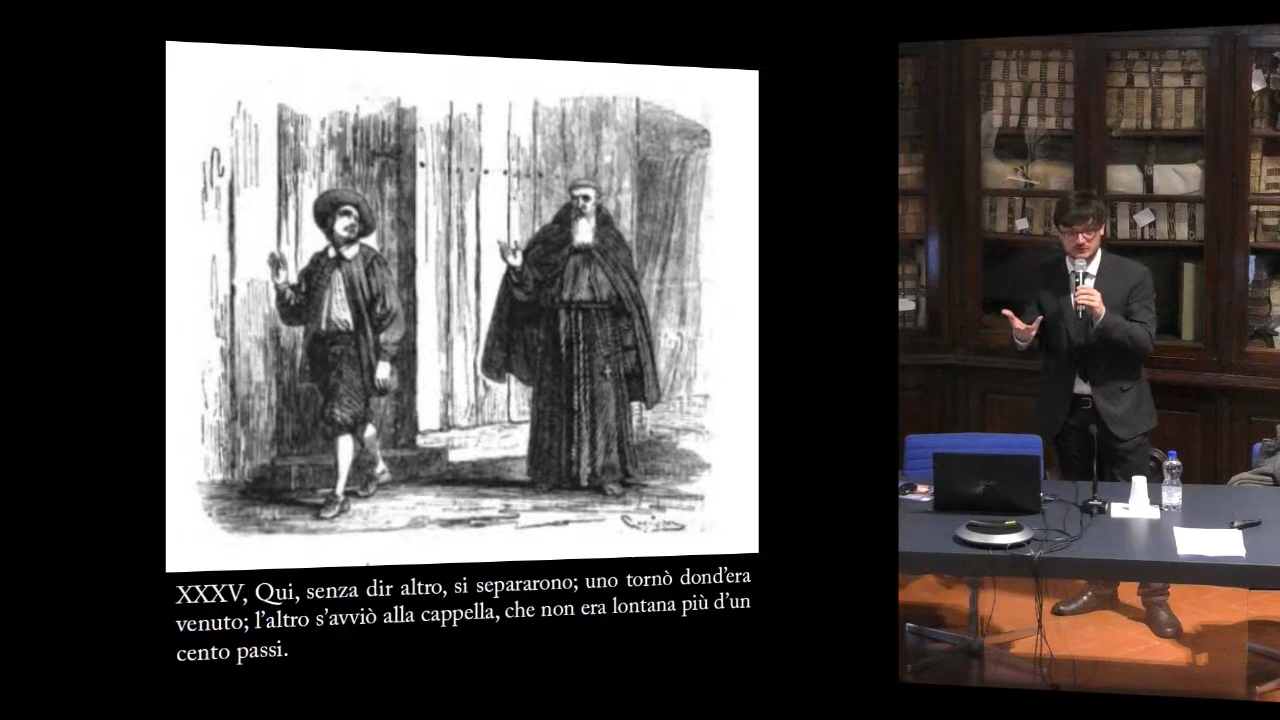 XXXV, Qui, senza dir altro, si separarono; uno tornò dond’era
venuto; l’altro s’avviò alla cappella, che non era lontana più d’un
cento passi.